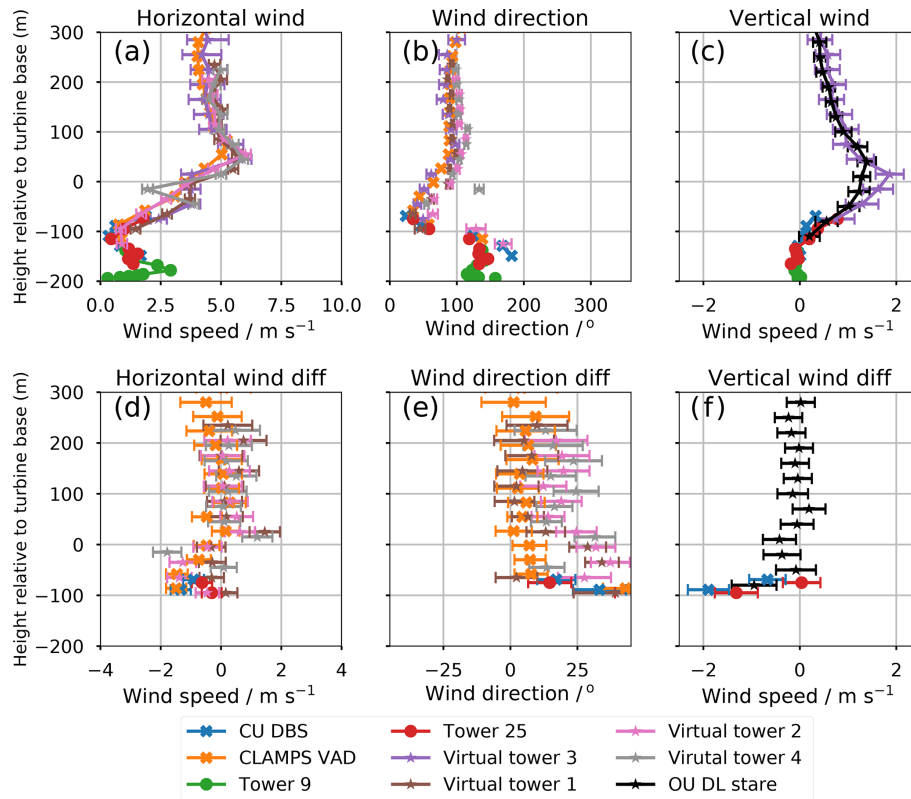 Horizontal wind
Wind direction
Vertical wind
(a)
(b)
(c)
300
200
100
0
−100
−200
Height relative to turbine base (m)
0.0 2.5 5.0 7.5 10.0
0 100 200 300
−2 0 2
Wind speed / m s⁻¹
Wind direction / °
Wind speed / m s⁻¹
Horizontal wind diff
Wind direction diff
Vertical wind diff
(d)
(e)
(f)
300
200
100
0
−100
−200
Height relative to turbine base (m)
−4 −2 0 2 4
−25 0 25
−2 0 2
Wind speed / m s⁻¹
Wind direction / °
Wind speed / m s⁻¹
CU DBS
CLAMPS VAD
Tower 9
Tower 25
Virtual tower 3
Virtual tower 1
Virtual tower 2
Virutal tower 4
OU DL stare